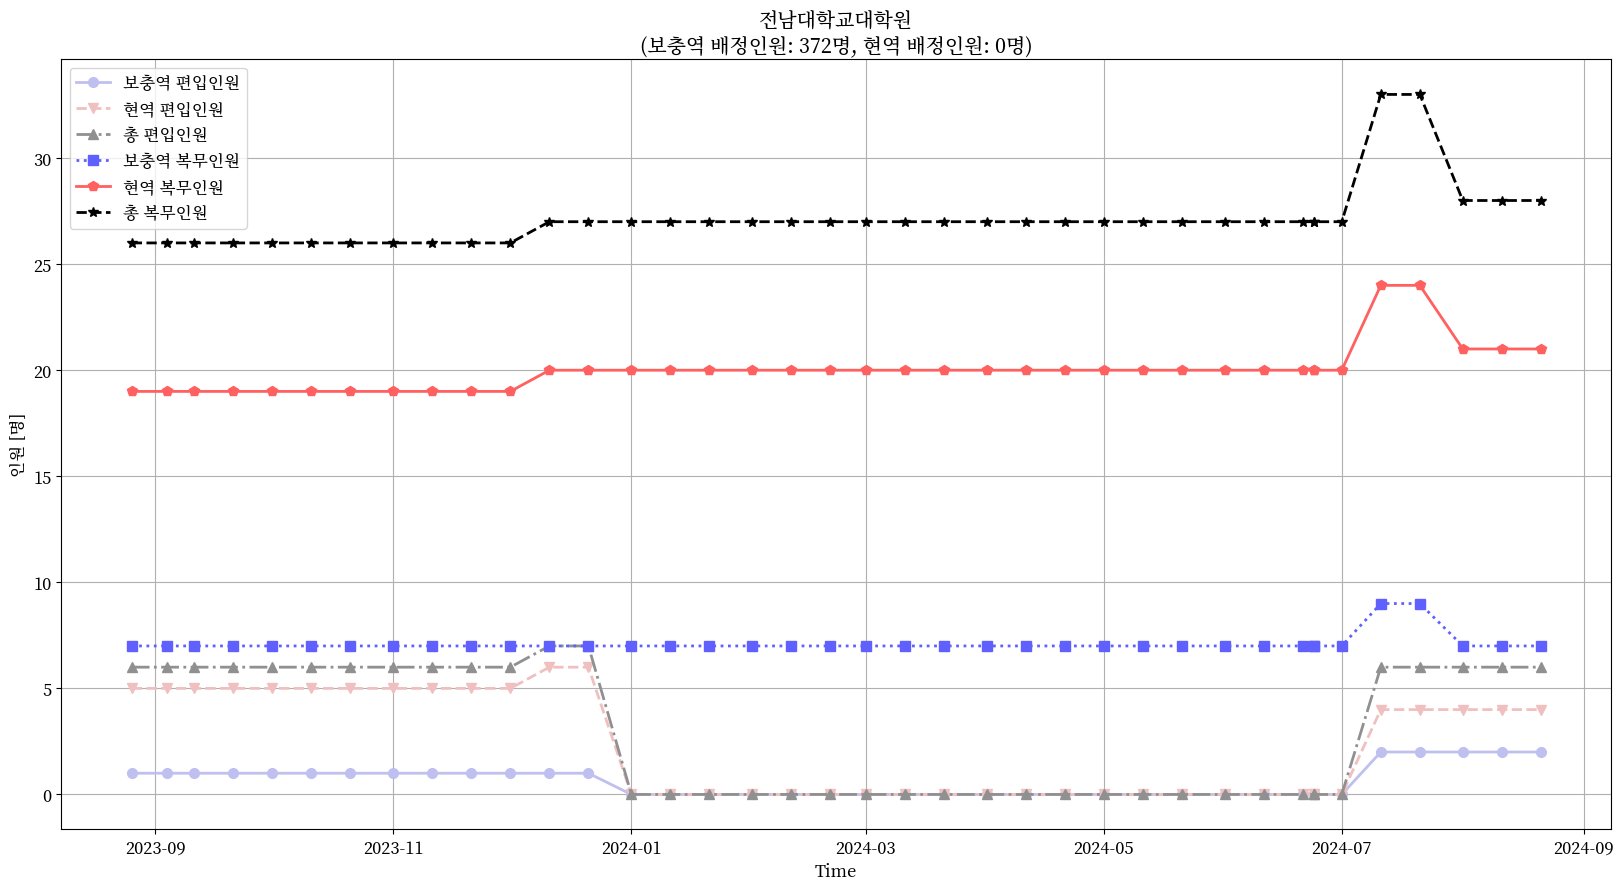 전남대학교대학원
(보충역 배정인원: 372명, 현역 배정인원: 0명)
보충역 편입인원
현역 편입인원
총 편입인원
보충역 복무인원
현역 복무인원
총 복무인원
인원 [명]
30
25
20
15
10
5
0
2023-09
2023-11
2024-01
2024-03
2024-05
2024-07
2024-09
Time